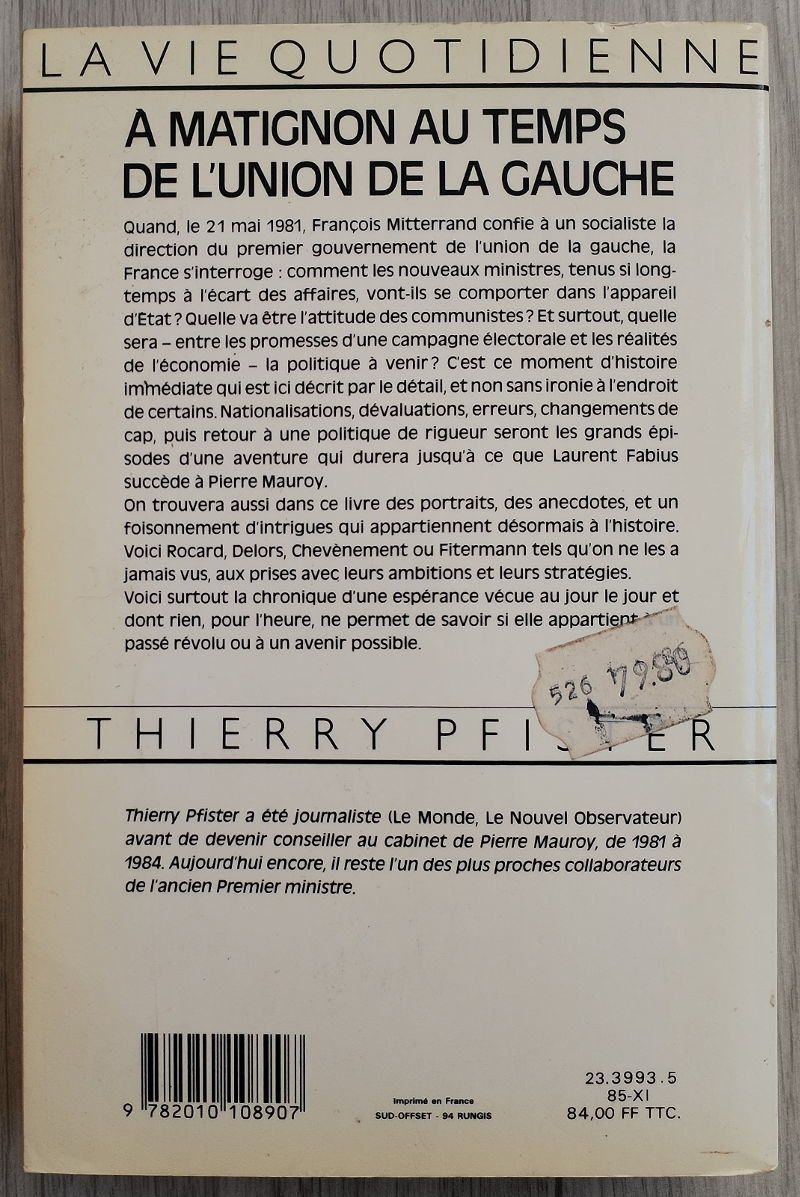 LA VIE QUOTIDIENNE
À MATIGNON AU TEMPS
DE L'UNION DE LA GAUCHE
Quand, le 21 mai 1981, François Mitterrand confie à un socialiste la
direction du premier gouvernement de l'union de la gauche, la
France s'interroge : comment les nouveaux ministres, tenus si long-
temps à l'écart des affaires, vont-ils se comporter dans l'appareil
d'État ? Quelle va être l'attitude des communistes ? Et surtout, quelle
sera – entre les promesses d'une campagne électorale et les réalités
de l'économie – la politique à venir ? C'est ce moment d'histoire
immédiate qui est ici décrit par le détail, et non sans ironie à l'endroit
de certains. Nationalisations, dévaluations, erreurs, changements de
cap, puis retour à une politique de rigueur seront les grands épi-
sodes d'une aventure qui durera jusqu'à ce que Laurent Fabius
succède à Pierre Mauroy.
On trouvera aussi dans ce livre des portraits, des anecdotes, et un
foisonnement d'intrigues qui appartiennent désormais à l'histoire.
Voici Rocard, Delors, Chevènement ou Fitermann tels qu'on ne les a
jamais vus, aux prises avec leurs ambitions et leurs stratégies.
Voici surtout la chronique d'une espérance vécue au jour le jour et
dont rien, pour l'heure, ne permet de savoir si elle appartient à un
passé révolu ou à un avenir possible.
526 79.80
THIERRY PFISTER
Thierry Pfister a été journaliste (Le Monde, Le Nouvel Observateur)
avant de devenir conseiller au cabinet de Pierre Mauroy, de 1981 à
1984. Aujourd'hui encore, il reste l'un des plus proches collaborateurs
de l'ancien Premier ministre.
9 782010 108907
Imprimé en France
SUD-OFFSET - 94 RUNGIS
23.3993.5
85-XI
84,00 FF TTC.